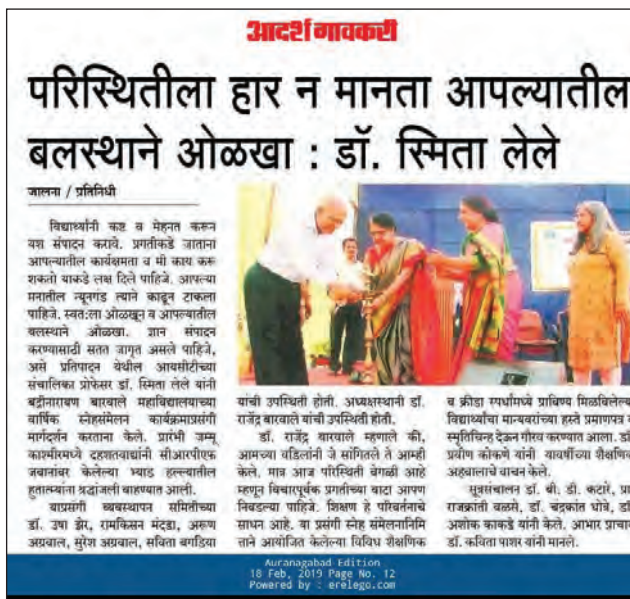 आदर्श गावकरी
परिस्थितीला हार न मानता आपल्यातील
बलस्थाने ओळखा : डॉ. स्मिता लेले
जालना / प्रतिनिधी
विद्यार्थ्यांनी कष्ट व मेहनत करून
यश संपादन करावे. प्रगतीकडे जाताना
आपल्यातील कार्यक्षमता व मी काय करू
शकतो याकडे लक्ष दिले पाहिजे. आपल्या
मनातील न्यूनगंड त्याने काढून टाकला
पाहिजे. स्वत:ला ओळखून व आपल्यातील
बलस्थाने ओळखा. ज्ञान संपादन
करण्यासाठी सतत जागृत असले पाहिजे,
असे प्रतिपादन येथील आयसीटीच्या
संचालिका प्रोफेसर डॉ. स्मिता लेले यांनी
बद्रीनारायण बारवाले महाविद्यालयाच्या
वार्षिक स्नेहसंमेलन कार्यक्रमाप्रसंगी
मार्गदर्शन करताना केले. प्रारंभी जम्मू
काश्मीरमध्ये दहशतवाद्यांनी सीआरपीएफ
जवानांवर केलेल्या भ्याड हल्ल्यातील
हुतात्म्यांना श्रद्धांजली वाहण्यात आली.
याप्रसंगी व्यवस्थापन समितीच्या
डॉ. उषा झेर, रामकिसन मंदडा, अरूण
अग्रवाल, सुरेश अग्रवाल, सविता बगडिया
यांची उपस्थिती होती. अध्यक्षस्थानी डॉ.
राजेंद्र बारवाले यांची उपस्थिती होती.
डॉ. राजेंद्र बारवाले म्हणाले की,
आमच्या वडिलांनी जे सांगितले ते आम्ही
केले. मात्र आज परिस्थिती वेगळी आहे
म्हणून विचारपूर्वक प्रगतीच्या वाटा आपण
निवडल्या पाहिजे. शिक्षण हे परिवर्तनाचे
साधन आहे. या प्रसंगी स्नेह संमेलनानिमि
त्ताने आयोजित केलेल्या विविध शैक्षणिक
व क्रीडा स्पर्धांमध्ये प्राविण्य मिळविलेल्या
विद्यार्थ्यांचा मान्यवरांच्या हस्ते प्रमाणपत्र व
स्मृतिचिन्ह देऊन गौरव करण्यात आला. डॉ.
प्रवीण कोकणे यांनी यावर्षीच्या शैक्षणिक
अहवालाचे वाचन केले.
सूत्रसंचालन डॉ. बी. डी. कटारे, प्रा.
राजक्रांती वळसे, डॉ. चंद्रकांत धोत्रे, डॉ.
अशोक काकडे यांनी केले. आभार प्राचार्य
डॉ. कविता पाशर यांनी मानले.
Auranagabad Edition
18 Feb, 2019 Page No. 12
Powered by : erelego.com